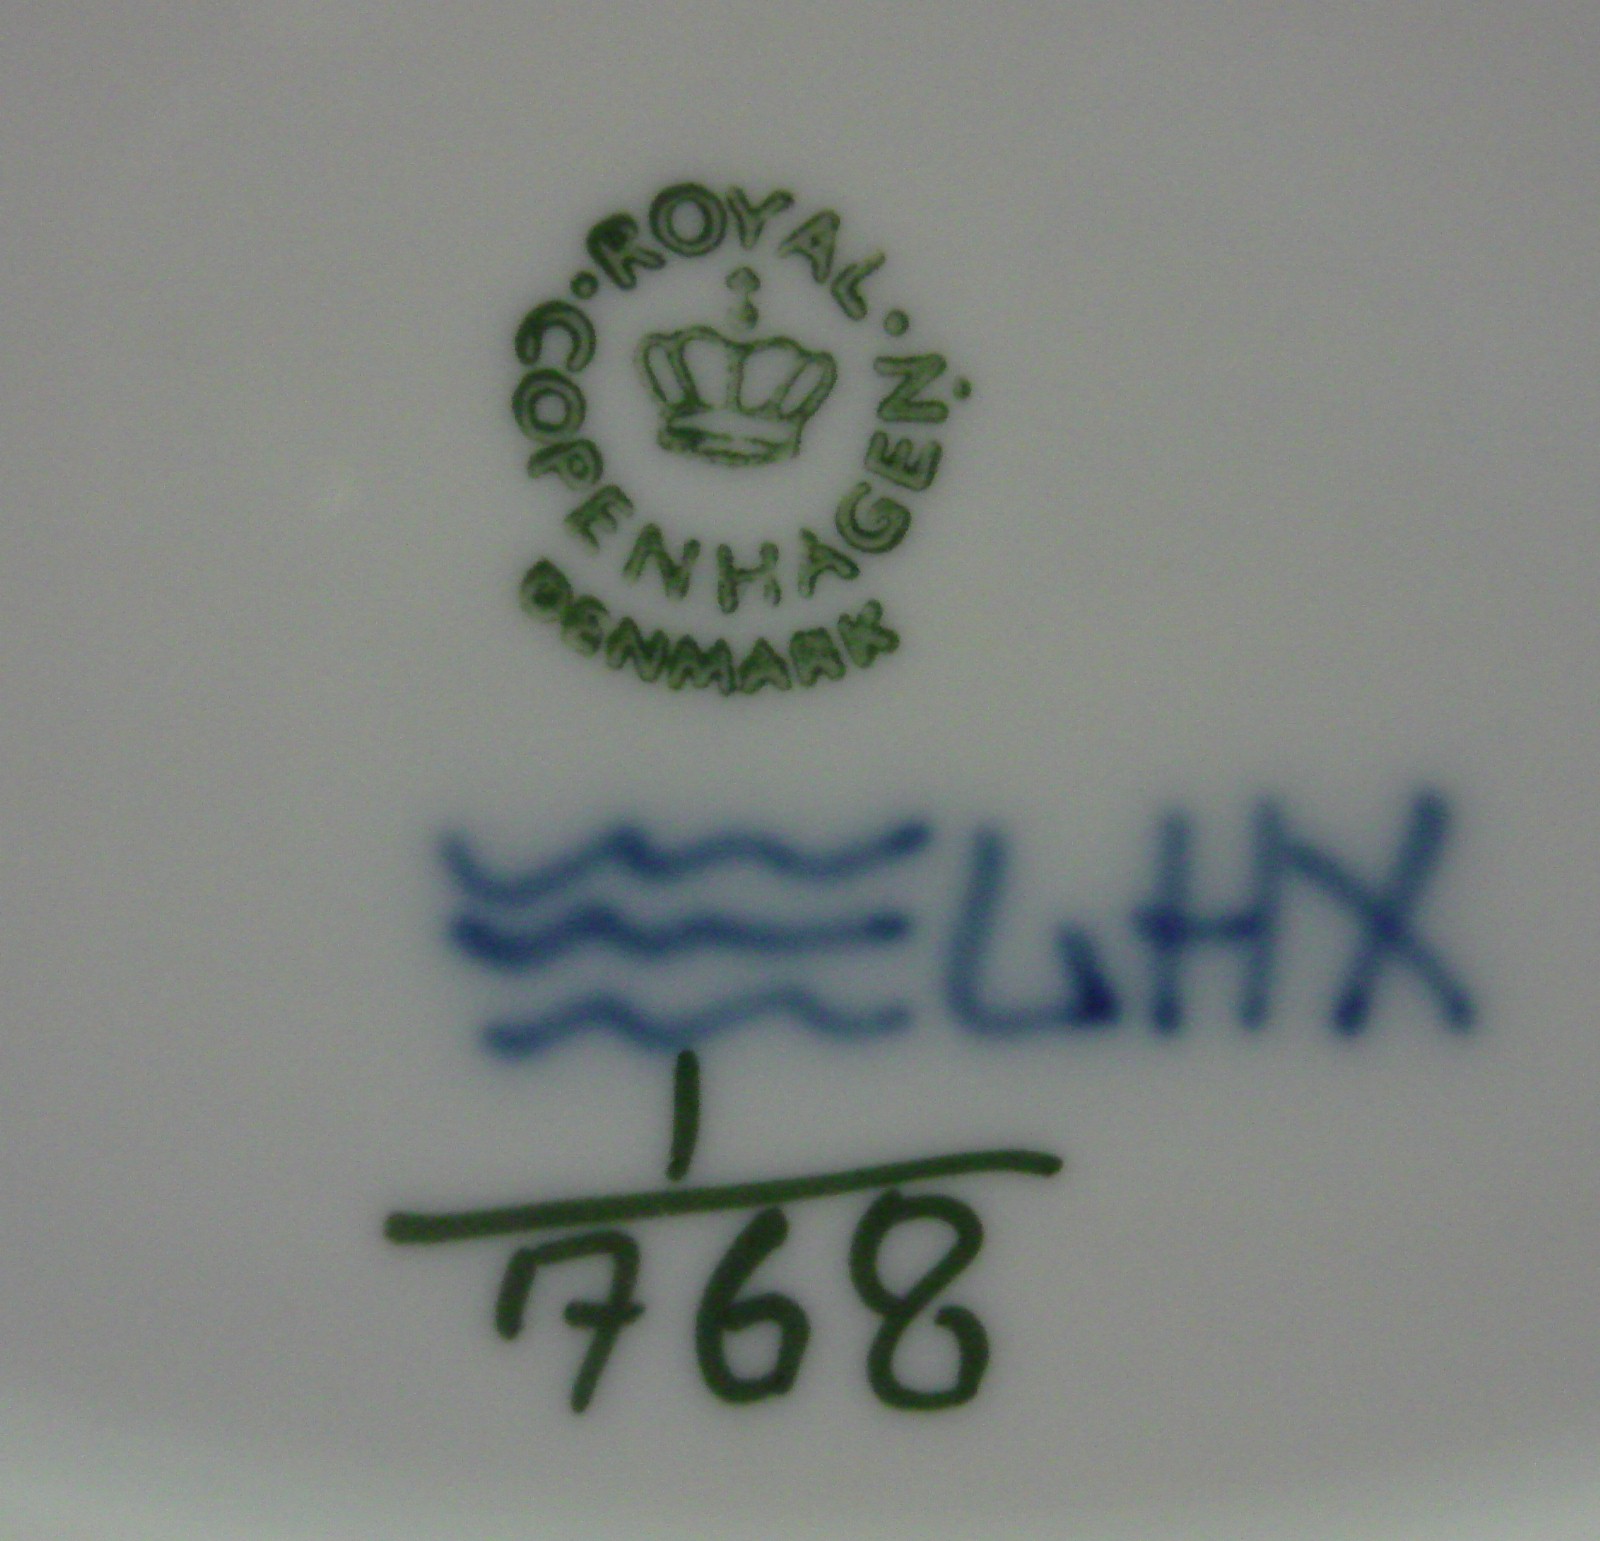 · ROYAL · COPENHAGEN
DENMARK
LHX
1
768